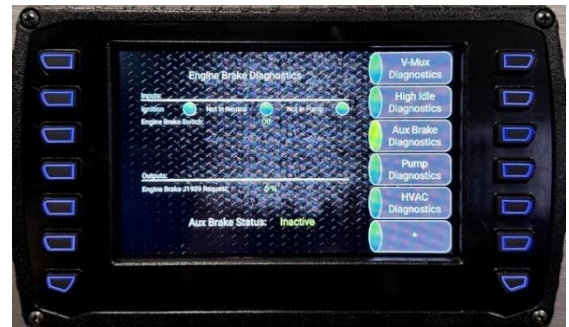 Engine Brake Diagnostics
Inputs:
Ignition Not In Neutral Not In Pump
Engine Brake Switch: Off
Outputs:
Engine Brake J1939 Request: 0 %
Aux Brake Status: Inactive
V-Mux
Diagnostics
High Idle
Diagnostics
Aux Brake
Diagnostics
Pump
Diagnostics
HVAC
Diagnostics
*